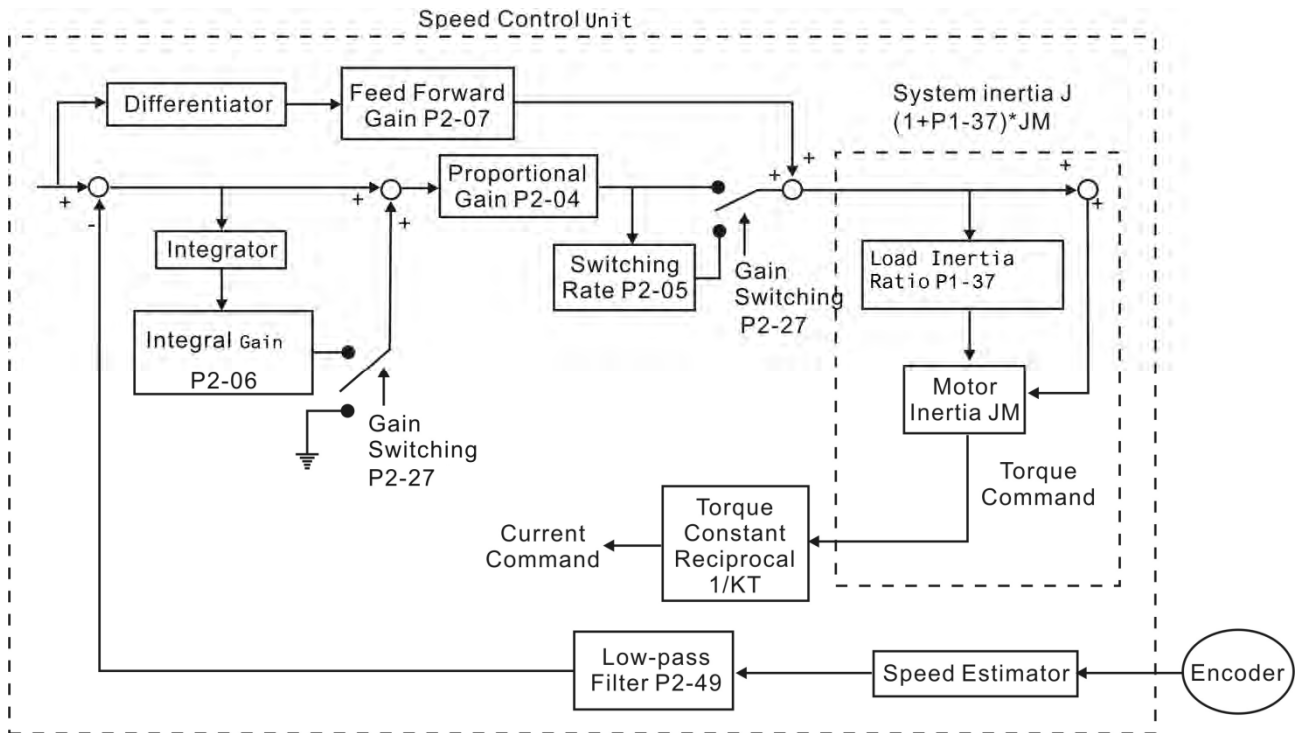 Speed Control Unit
Differentiator
Feed Forward
Gain P2-07
System inertia J
(1+P1-37)*JM
+
+
+
-
+
+
+
+
+
Proportional
Gain P2-04
Integrator
Switching
Rate P2-05
Gain
Switching
P2-27
Load Inertia
Ratio P1-37
Integral Gain
P2-06
Gain
Switching
P2-27
Motor
Inertia JM
Torque
Command
Current
Command
Torque
Constant
Reciprocal
1/KT
Low-pass
Filter P2-49
Speed Estimator
Encoder